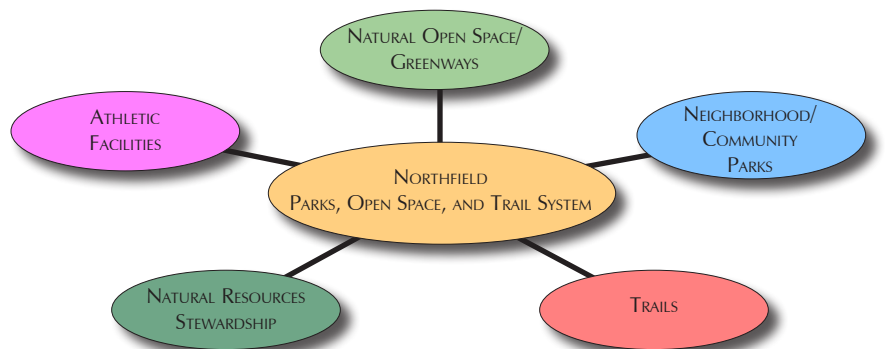 Natural Open Space/
Greenways
Athletic
Facilities
Neighborhood/
Community
Parks
Northfield
Parks, Open Space, and Trail System
Natural Resources
Stewardship
Trails